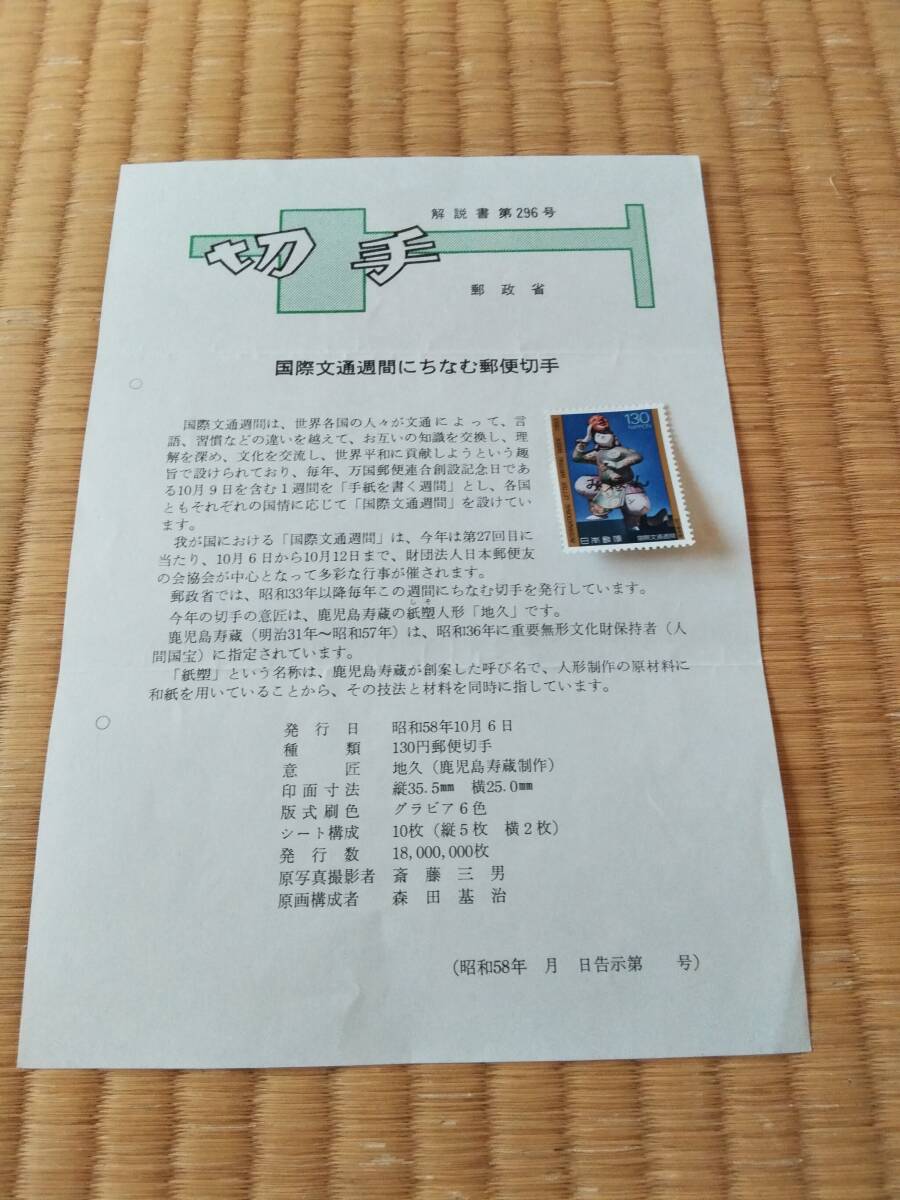 解説書第296号
切手
郵政省
国際文通週間にちなむ郵便切手
国際文通週間は、世界各国の人々が文通によって、言
語、習慣などの違いを越えて、お互いの知識を交換し、理
解を深め、文化を交流し、世界平和に貢献しようという趣
旨で設けられており、毎年、万国郵便連合創設記念日であ
る10月9日を含む1週間を「手紙を書く週間」とし、各国
ともそれぞれの国情に応じて「国際文通週間」を設けてい
ます。
我が国における「国際文通週間」は、今年は第27回目に
当たり、10月6日から10月12日まで、財団法人日本郵便友
の会協会が中心となって多彩な行事が催されます。
郵政省では、昭和33年以降毎年この週間にちなむ切手を発行しています。
しそ
今年の切手の意匠は、鹿児島寿蔵の紙塑人形「地久」です。
鹿児島寿蔵(明治31年〜昭和57年)は、昭和36年に重要無形文化財保持者(人
間国宝)に指定されています。
「紙塑」という名称は、鹿児島寿蔵が創案した呼び名で、人形制作の原材料に
和紙を用いていることから、その技法と材料を同時に指しています。
発行日 昭和58年10月6日
種類 130円郵便切手
意匠 地久(鹿児島寿蔵制作)
印面寸法 縦35.5㎜ 横25.0㎜
版式刷色 グラビア6色
シート構成 10枚(縦5枚 横2枚)
発行数 18,000,000枚
原写真撮影者 斎藤三男
原画構成者 森田基治
(昭和58年 月 日告示第 号)
130
NIPPON
みほん
日本郵便
国際文通週間